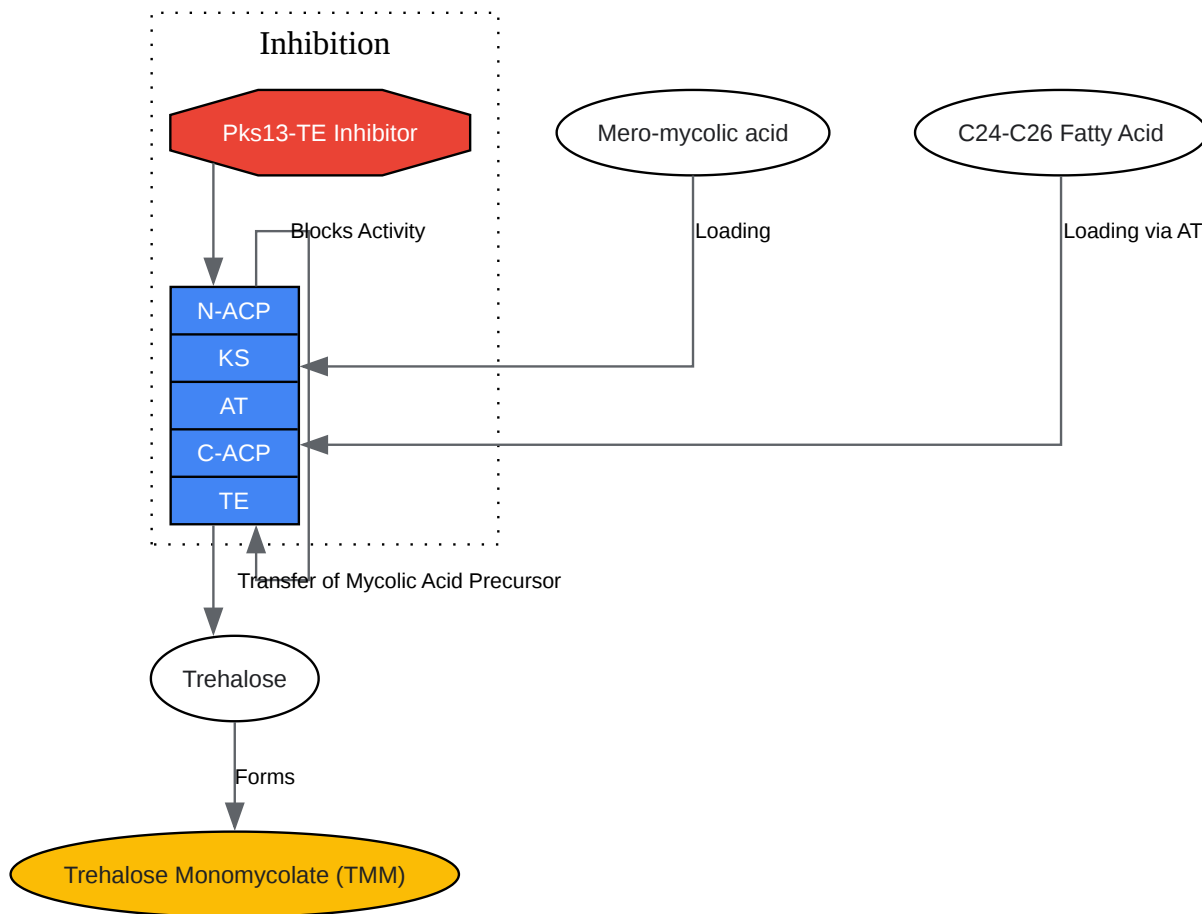 Inhibition
Pks13-TE Inhibitor
Mero-mycolic acid
C24-C26 Fatty Acid
Blocks Activity
Loading
Loading via AT
N-ACP
KS
AT
C-ACP
TE
Transfer of Mycolic Acid Precursor
Trehalose
Forms
Trehalose Monomycolate (TMM)